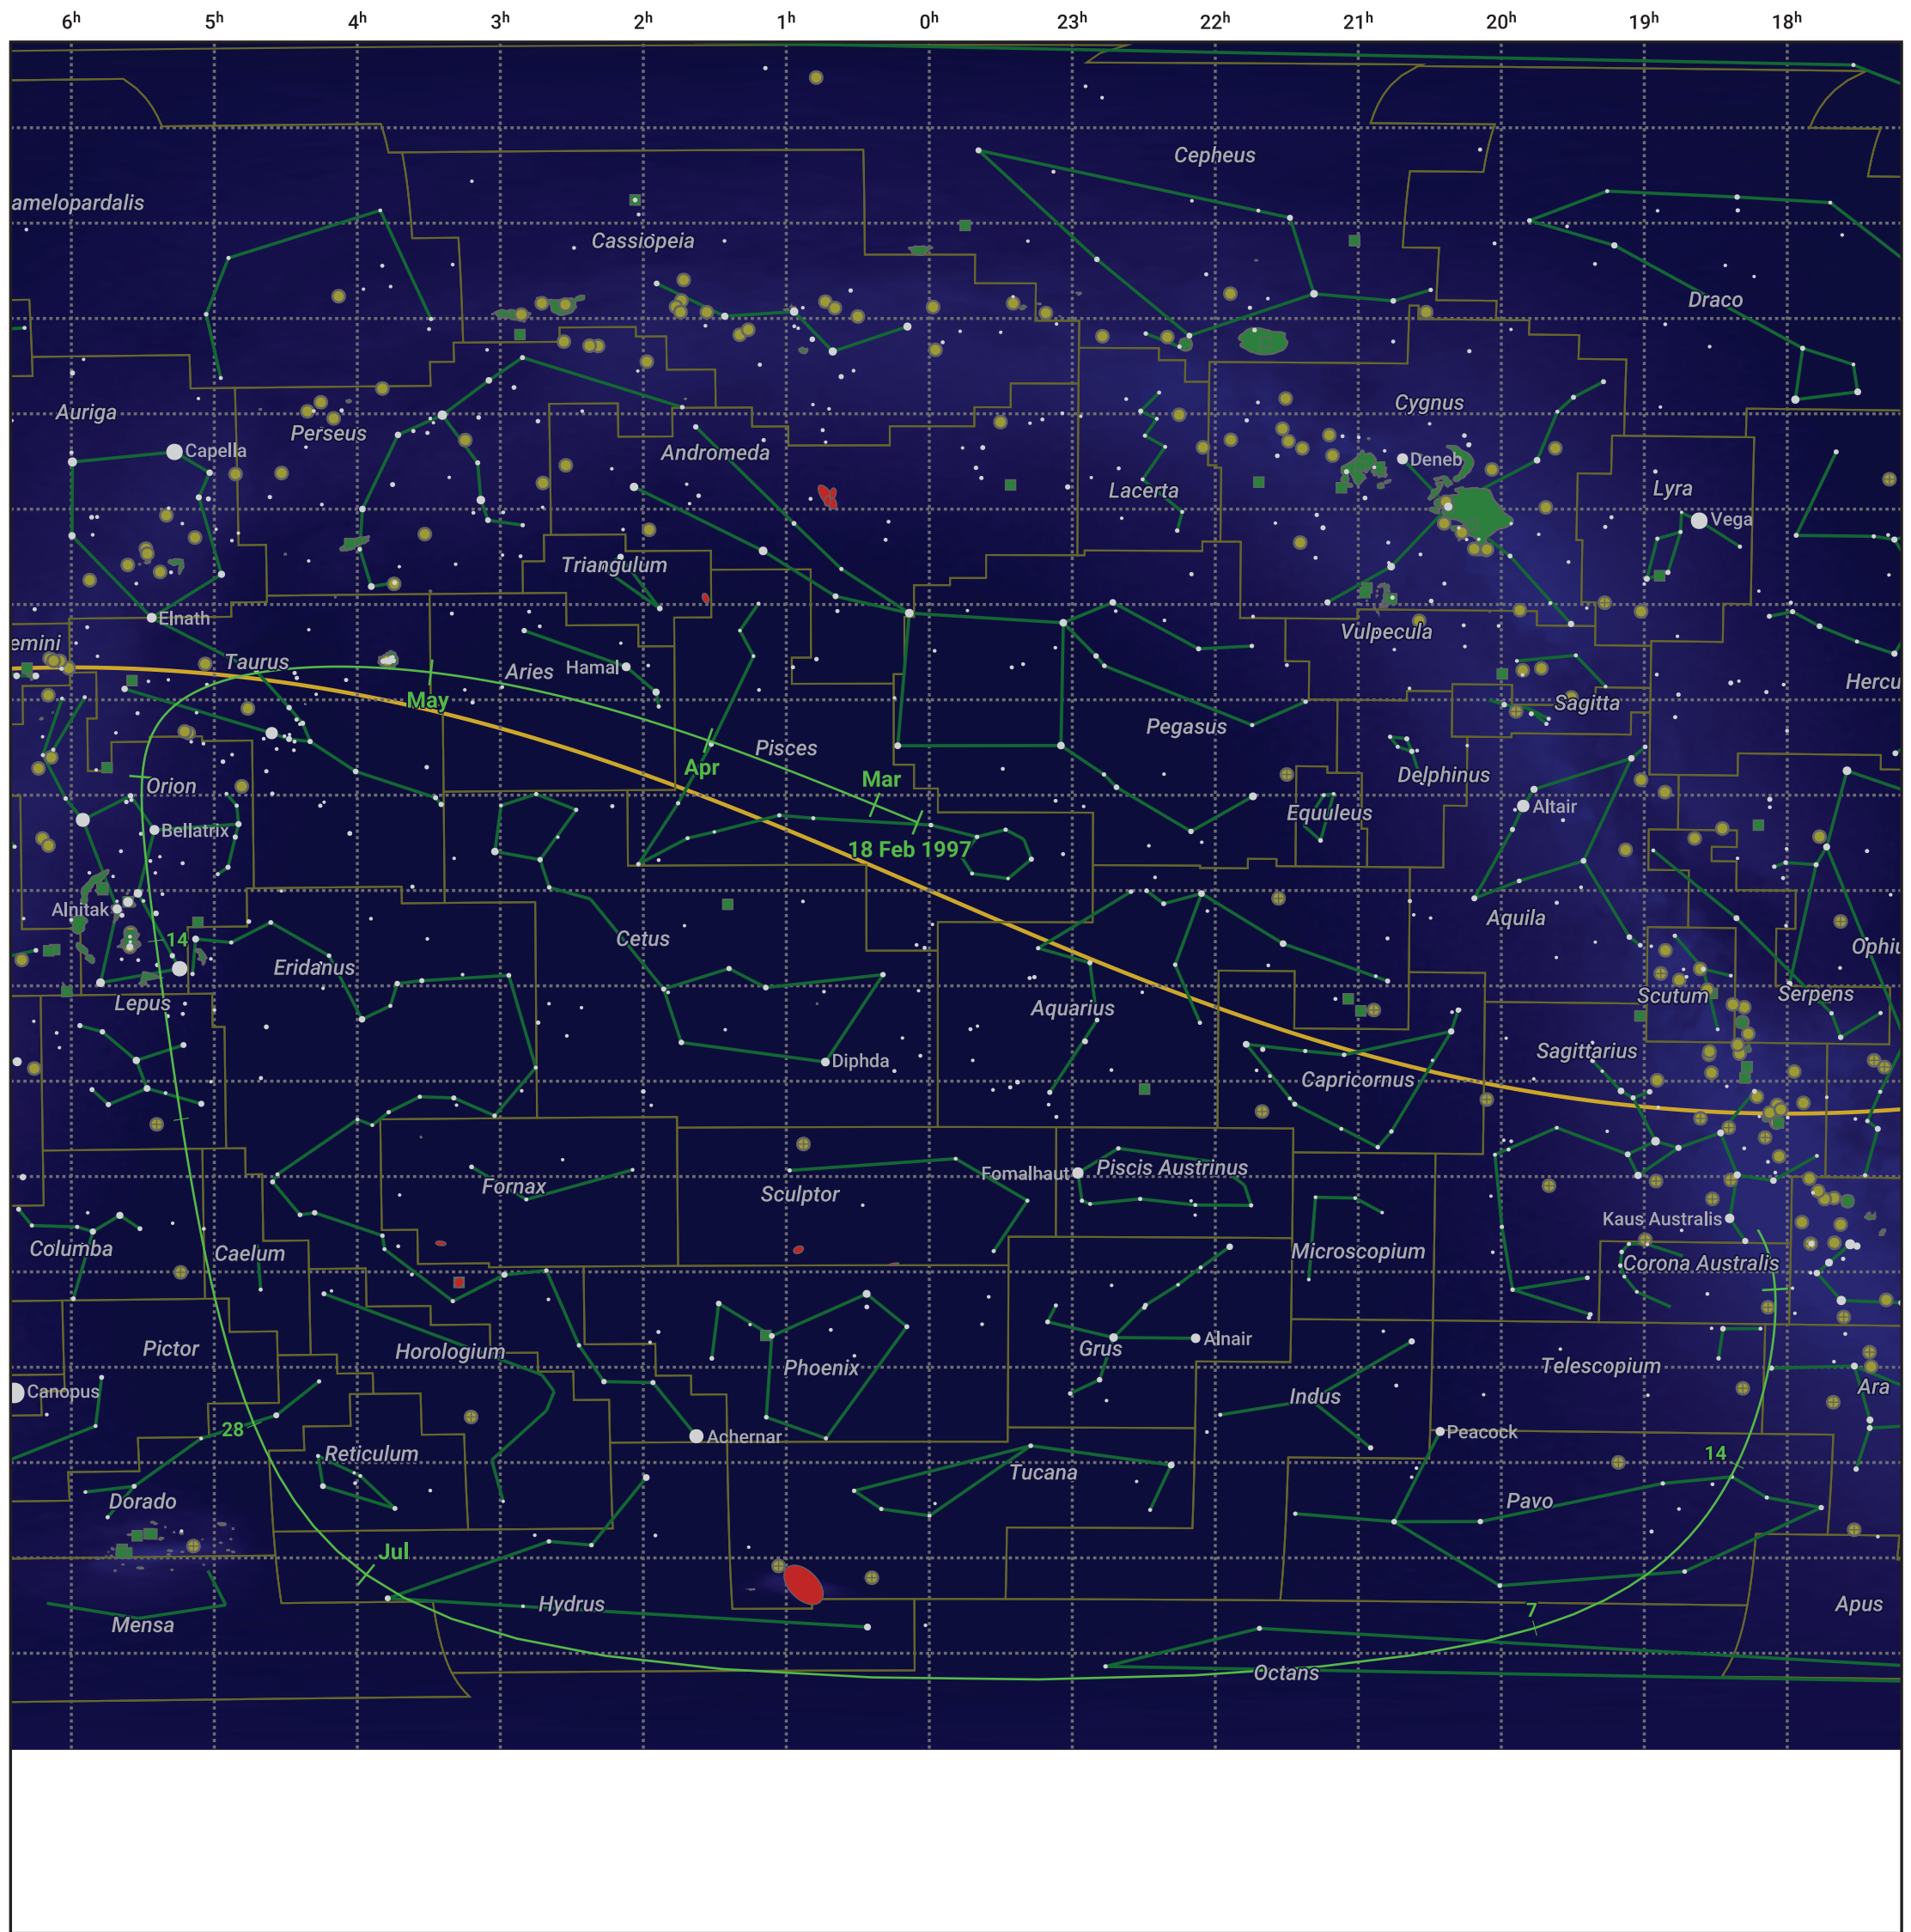 6h 5h 4h 3h 2h 1h 0h 23h 22h 21h 20h 19h 18h
Cepheus
amelopardalis
Cassiopeia
Draco
Auriga
Perseus
Cygnus
Andromeda
Capella
Deneb
Lacerta
Lyra
Vega
Triangulum
Elnath
Vulpecula
emini
Taurus
Aries
Hamal
May
Hercu
Sagitta
Pegasus
Pisces
Apr
Mar
Delphinus
Orion
Equuleus
Altair
Bellatrix
18 Feb 1997
Alnitak
Aquila
14
Cetus
Ophiu
Eridanus
Lepus
Aquarius
Scutum
Serpens
Sagittarius
Diphda
Capricornus
Fomalhaut
Piscis Austrinus
Fornax
Sculptor
Kaus Australis
Columba
Caelum
Microscopium
Corona Australis
Pictor
Horologium
Grus
Alnair
Phoenix
Telescopium
Canopus
Indus
Ara
28
Achernar
Peacock
Reticulum
14
Tucana
Dorado
Pavo
Jul
Hydrus
7
Apus
Mensa
Octans